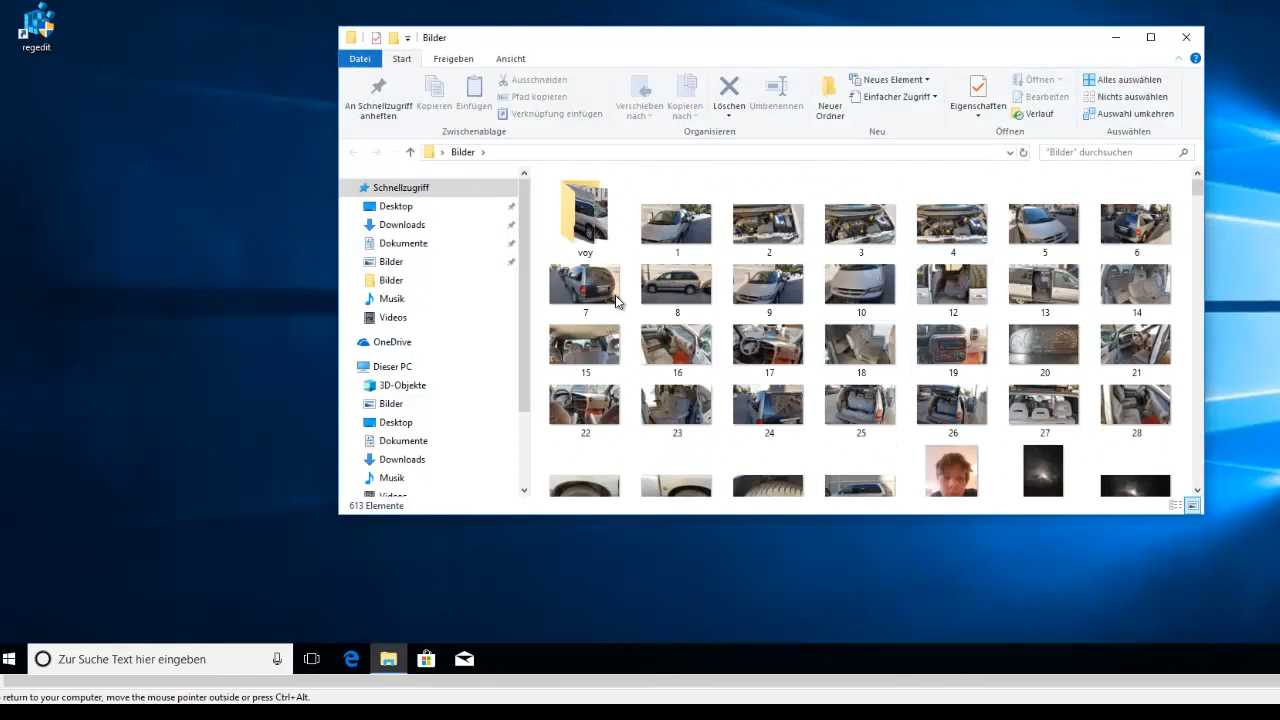 regedit
Bilder
Datei Start Freigeben Ansicht
An Schnellzugriff anheften
Kopieren
Einfügen
Ausschneiden
Pfad kopieren
Verknüpfung einfügen
Zwischenablage
Verschieben nach
Kopieren nach
Löschen
Umbenennen
Organisieren
Neuer Ordner
Neues Element
Einfacher Zugriff
Neu
Eigenschaften
Öffnen
Bearbeiten
Verlauf
Öffnen
Alles auswählen
Nichts auswählen
Auswahl umkehren
Auswählen
Bilder
"Bilder" durchsuchen
Schnellzugriff
Desktop
Downloads
Dokumente
Bilder
Bilder
Musik
Videos
OneDrive
Dieser PC
3D-Objekte
Bilder
Desktop
Dokumente
Downloads
Musik
Videos
voy 1 2 3 4 5 6
7 8 9 10 12 13 14
15 16 17 18 19 20 21
22 23 24 25 26 27 28
613 Elemente
Zur Suche Text hier eingeben
return to your computer, move the mouse pointer outside or press Ctrl+Alt.